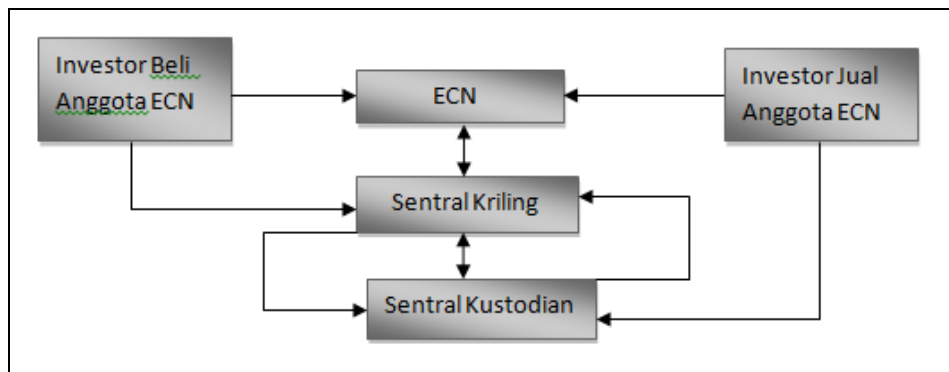 Investor Beli
Anggota ECN
ECN
Investor Jual
Anggota ECN
Sentral Kriling
Sentral Kustodian